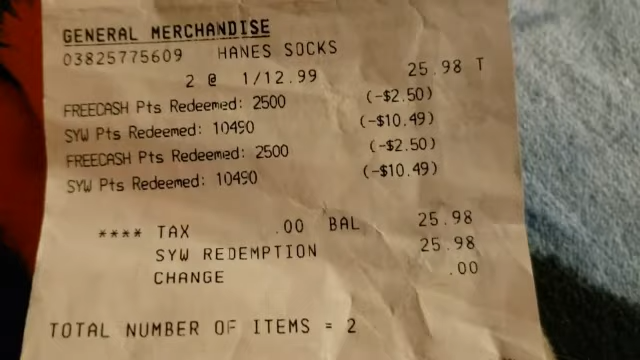 GENERAL MERCHANDISE
03825775609 HANES SOCKS
2 @ 1/12.99 25.98 T
FREECASH Pts Redeemed: 2500 (-$2.50)
SYW Pts Redeemed: 10490 (-$10.49)
FREECASH Pts Redeemed: 2500 (-$2.50)
SYW Pts Redeemed: 10490 (-$10.49)
**** TAX .00 BAL 25.98
SYW REDEMPTION 25.98
CHANGE .00
TOTAL NUMBER OF ITEMS = 2